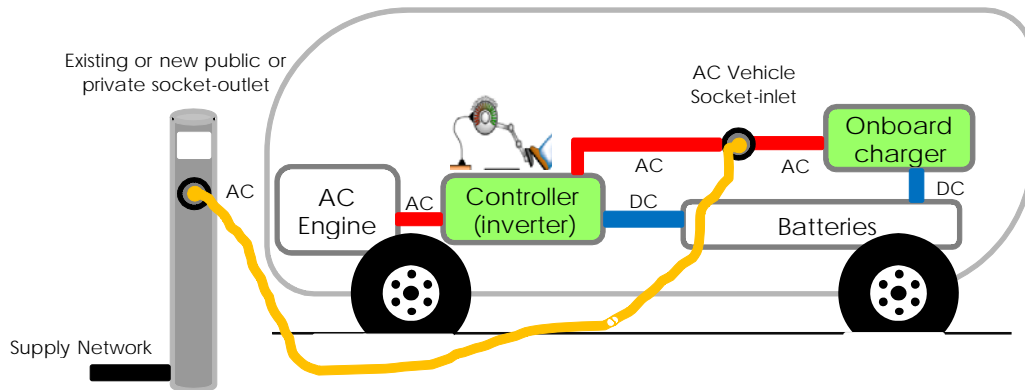 Existing or new public or
private socket-outlet
AC Vehicle
Socket-inlet
Onboard
charger
AC
AC
AC
DC
AC
Engine
AC
Controller
(inverter)
DC
Batteries
Supply Network